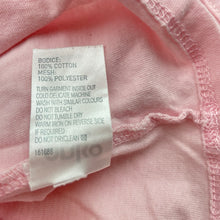 BODICE:
100% COTTON
MESH:
100% POLYESTER
TURN GARMENT INSIDE OUT
COLD DELICATE MACHINE
WASH WITH SIMILAR COLOURS
DO NOT BLEACH
DO NOT TUMBLE DRY
WARM IRON ON REVERSE SIDE
IF REQUIRED
DO NOT DRYCLEAN